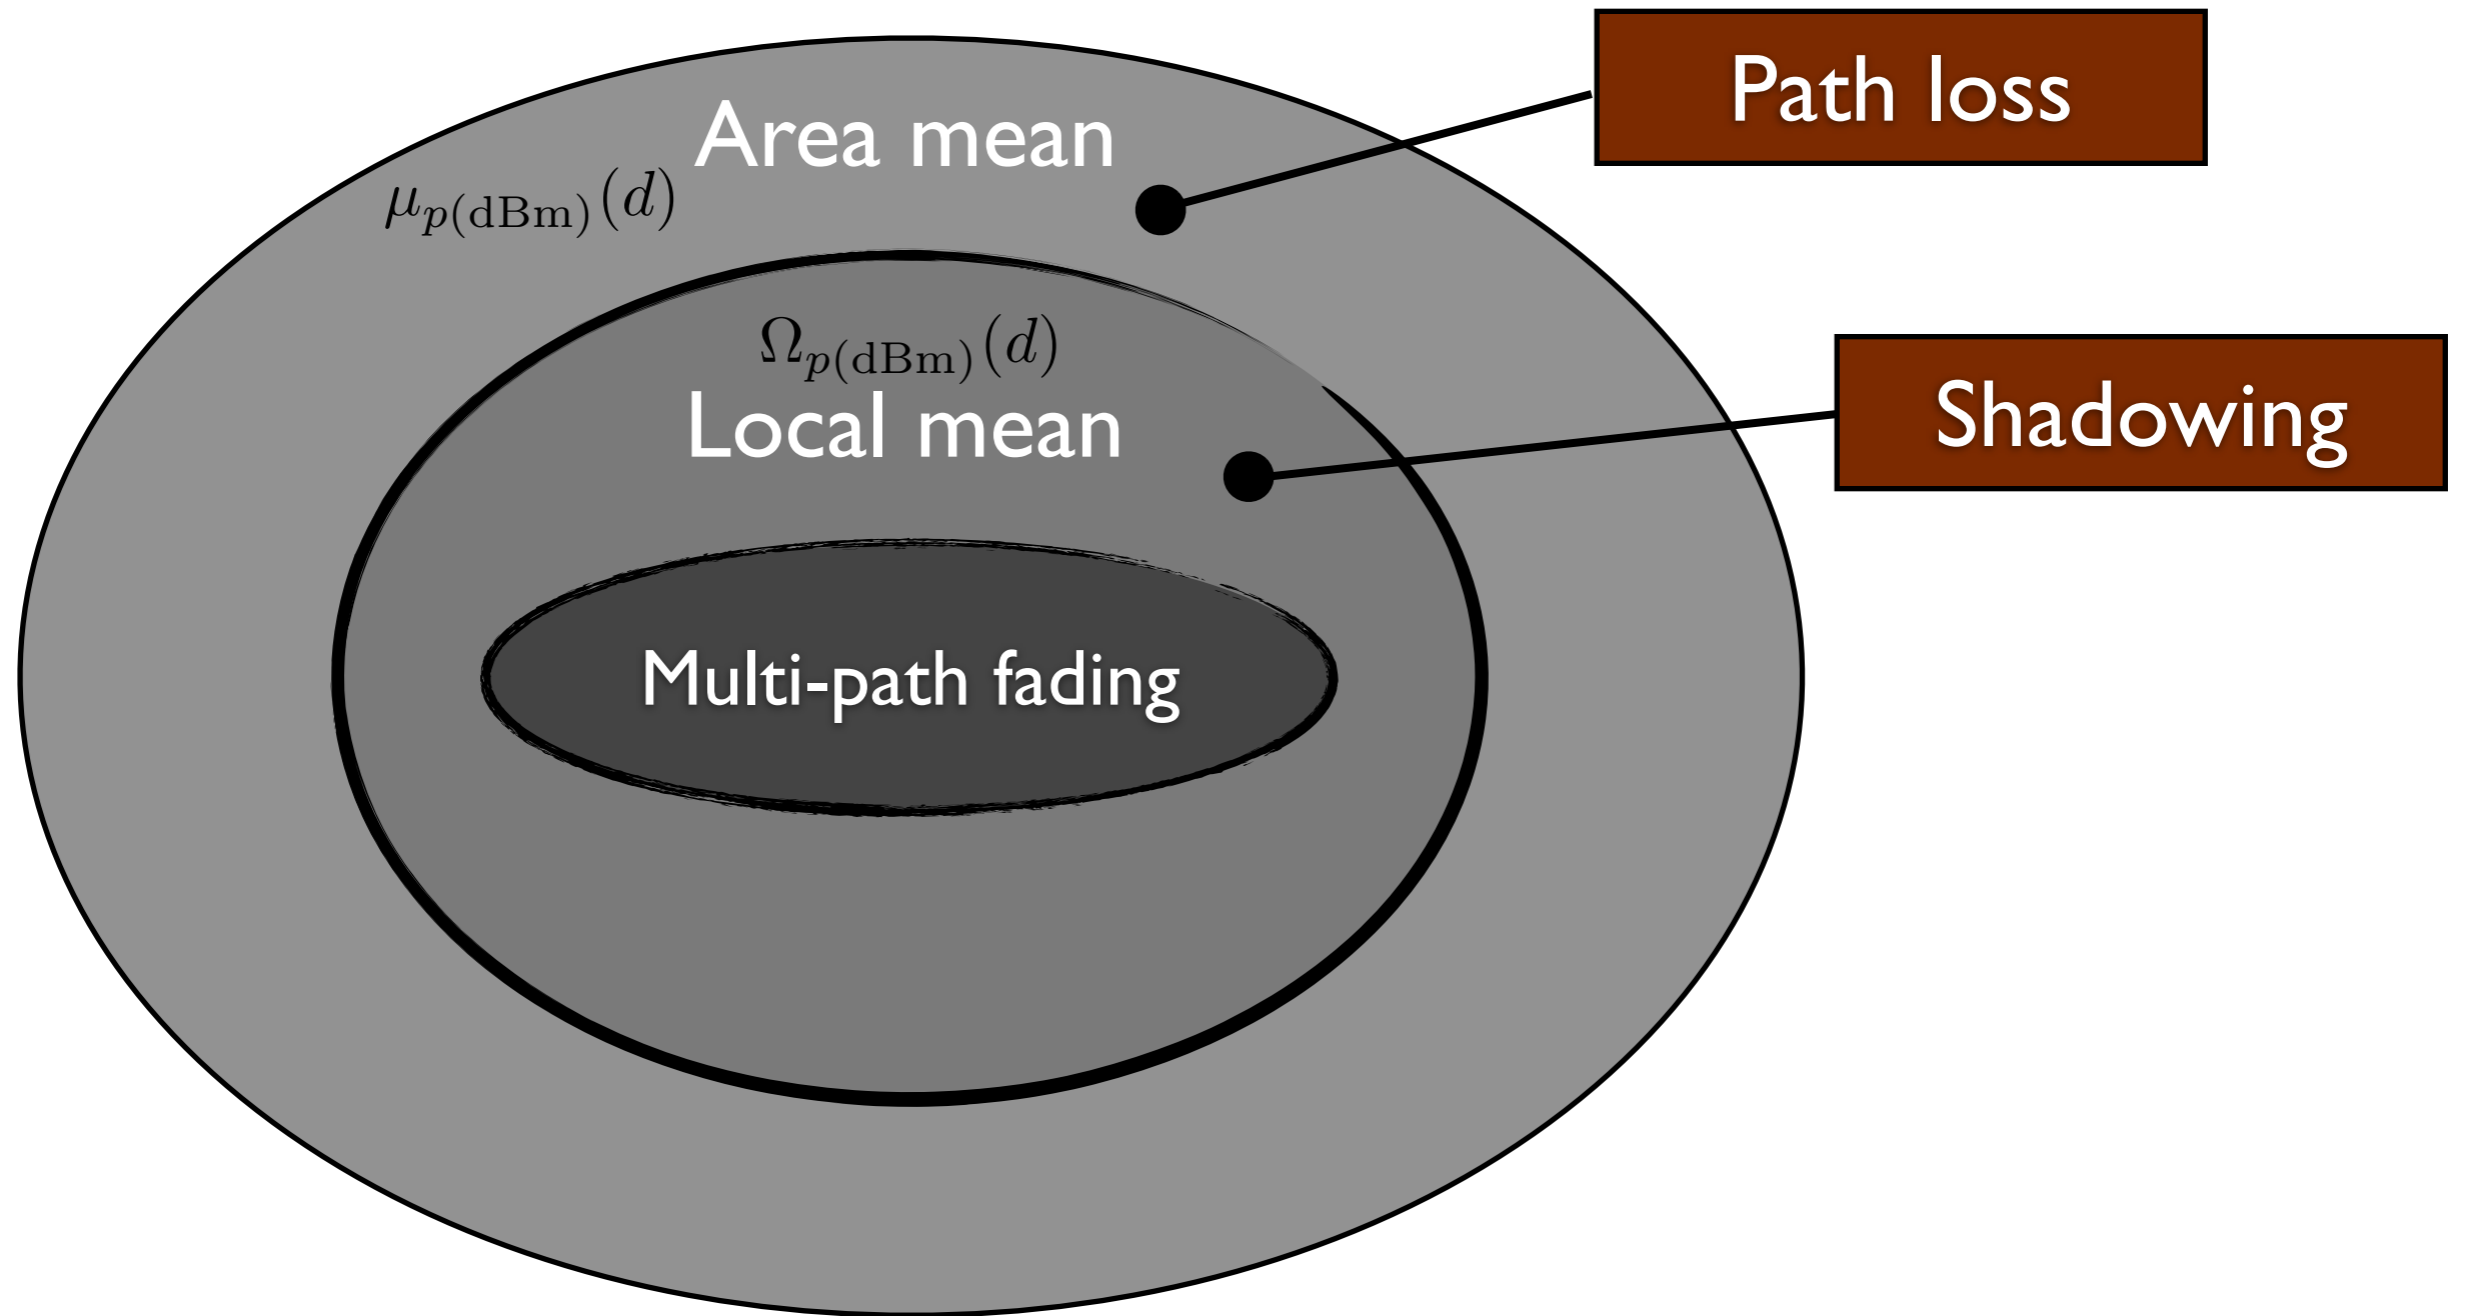 Path loss
Area mean
μp(dBm)(d)
Ωp(dBm)(d)
Local mean
Shadowing
Multi-path fading